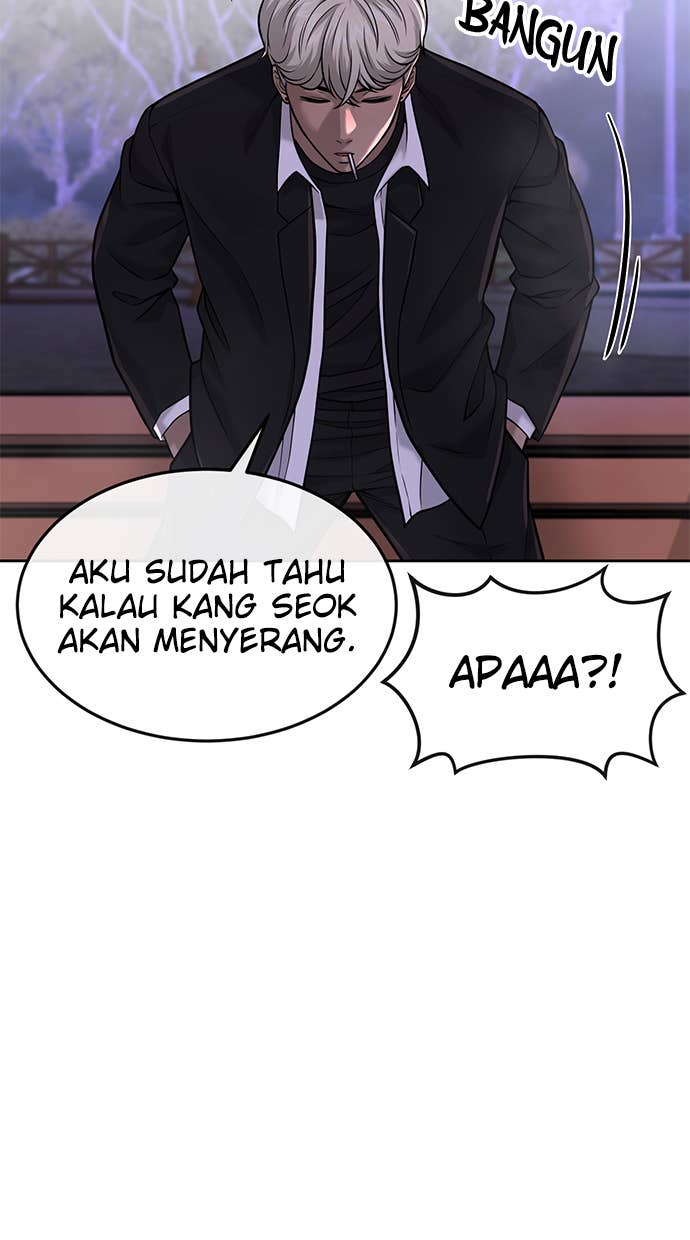 BANGUN
AKU SUDAH TAHU
KALAU KANG SEOK
AKAN MENYERANG.
APAAA?!